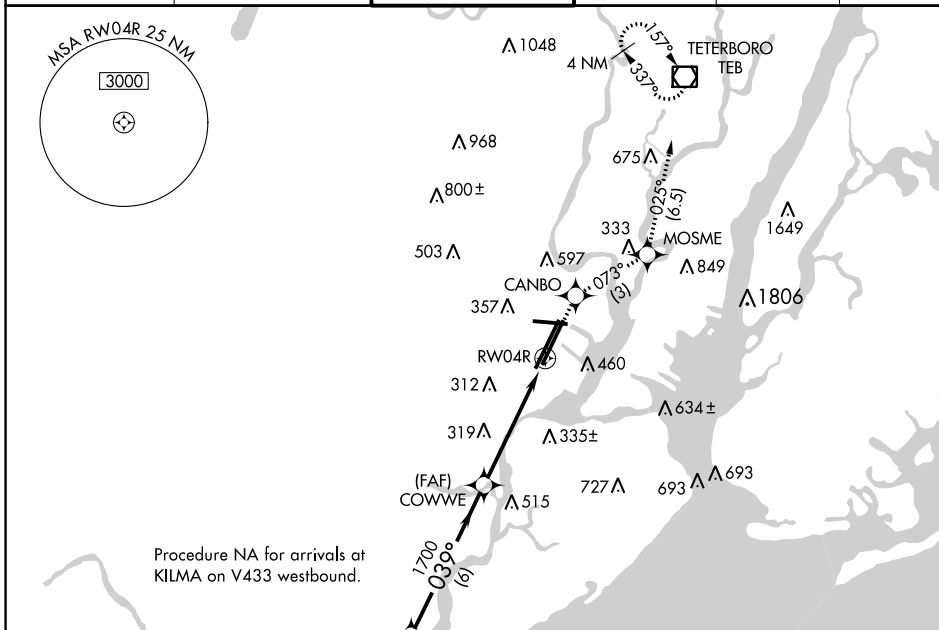 MSA RW04R 25 NM
3000
1048
4 NM
157°
337°
TETERBORO
TEB
968
675
800 ±
025°
(6.5)
1649
333
MOSME
503
597
849
073°
(3)
CANBO
357
1806
RW04R
460
312
634 ±
319
335±
(FAF)
COWWE
727
693
693
515
1700
039°
(6)
Procedure NA for arrivals at
KILMA on V433 westbound.